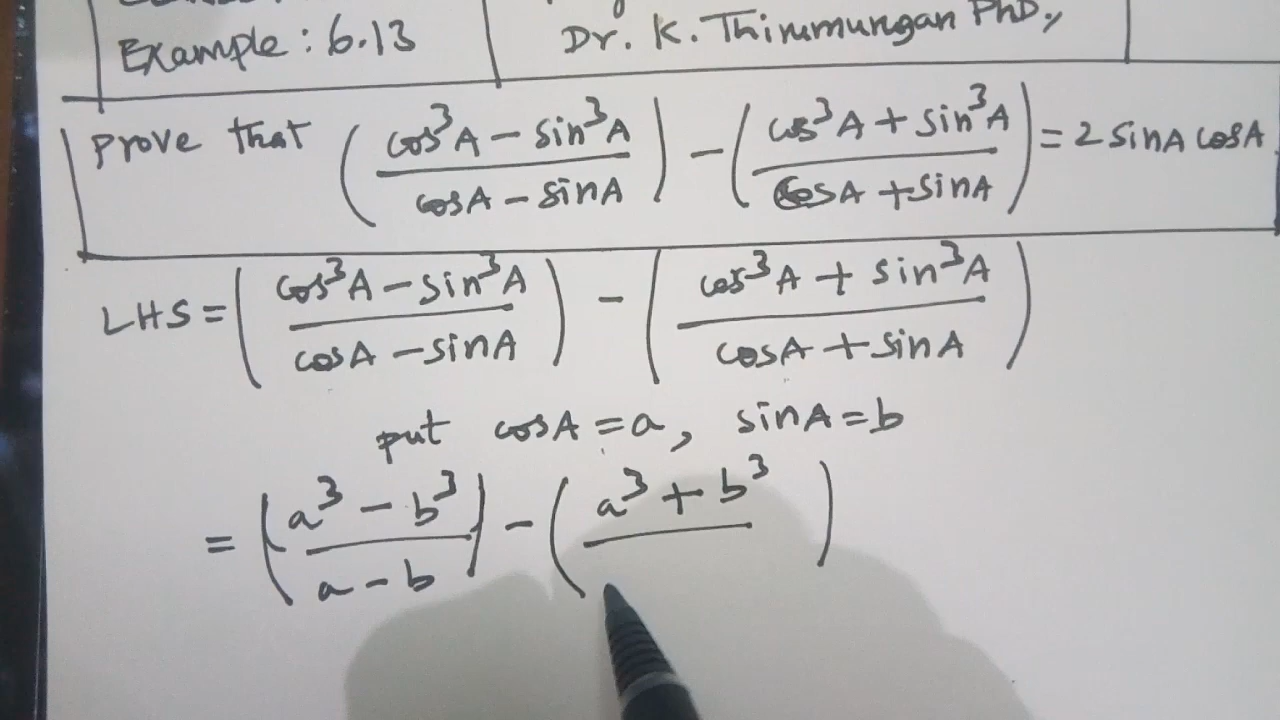 Example : 6.13
Dr. K. Thirumurugan PhD.,
Prove that (cos³A − sin³A / cosA − sinA) − (cos³A + sin³A / cosA + sinA) = 2 sinA cosA
LHS = (cos³A − sin³A / cosA − sinA) − (cos³A + sin³A / cosA + sinA)
put cosA = a, sinA = b
= (a³ − b³ / a − b) − (a³ + b³ / )